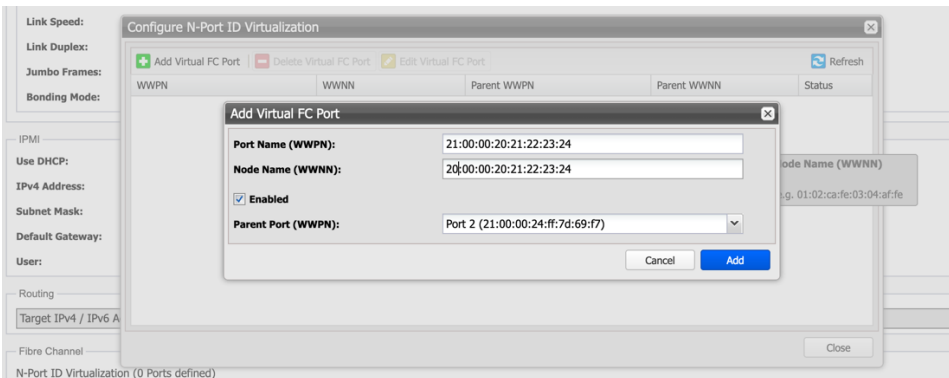 Link Speed:
Link Duplex:
Jumbo Frames:
Bonding Mode:
Configure N-Port ID Virtualization
Add Virtual FC Port Delete Virtual FC Port Edit Virtual FC Port Refresh
WWPN WWNN Parent WWPN Parent WWNN Status
Add Virtual FC Port
Port Name (WWPN): 21:00:00:20:21:22:23:24
Node Name (WWNN): 20:00:00:20:21:22:23:24
Enabled
Parent Port (WWPN): Port 2 (21:00:00:24:ff:7d:69:f7)
Cancel Add
ode Name (WWNN)
.g. 01:02:ca:fe:03:04:af:fe
IPMI
Use DHCP:
IPv4 Address:
Subnet Mask:
Default Gateway:
User:
Routing
Target IPv4 / IPv6 A
Close
Fibre Channel
N-Port ID Virtualization (0 Ports defined)